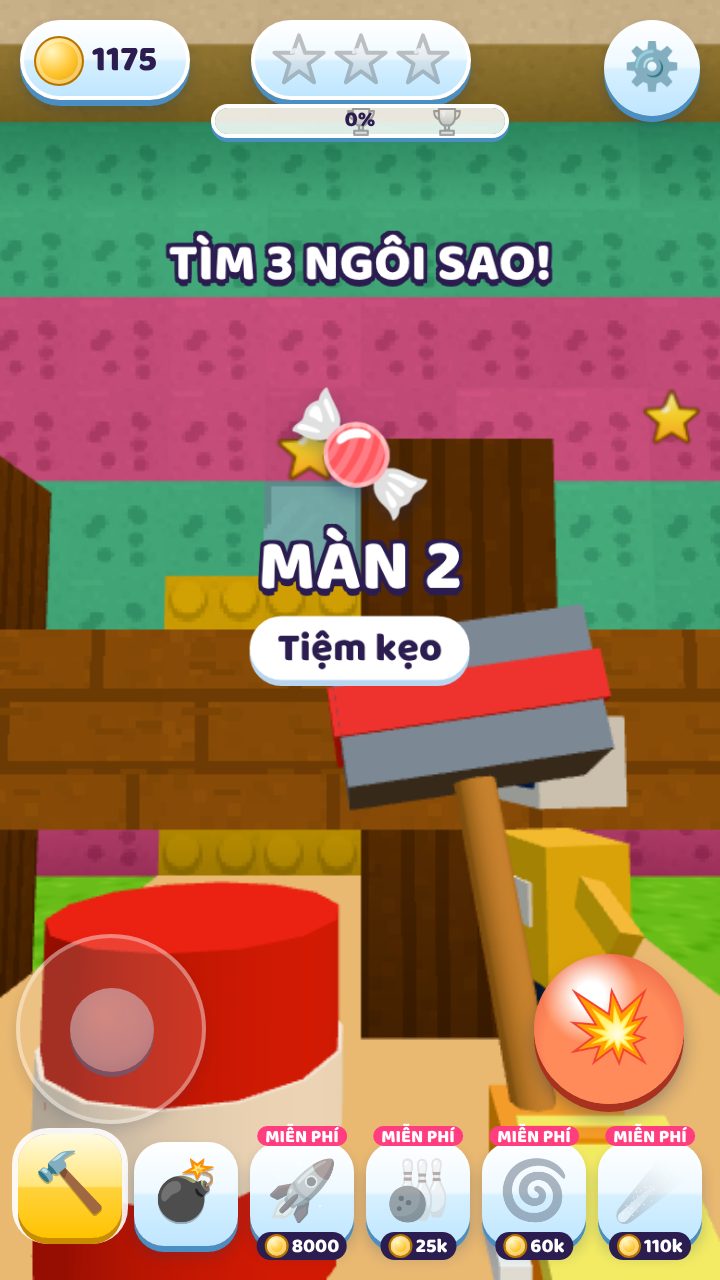 1175
0%
TÌM 3 NGÔI SAO!
MÀN 2
Tiệm kẹo
MIỄN PHÍ MIỄN PHÍ MIỄN PHÍ MIỄN PHÍ
8000 25k 60k 110k